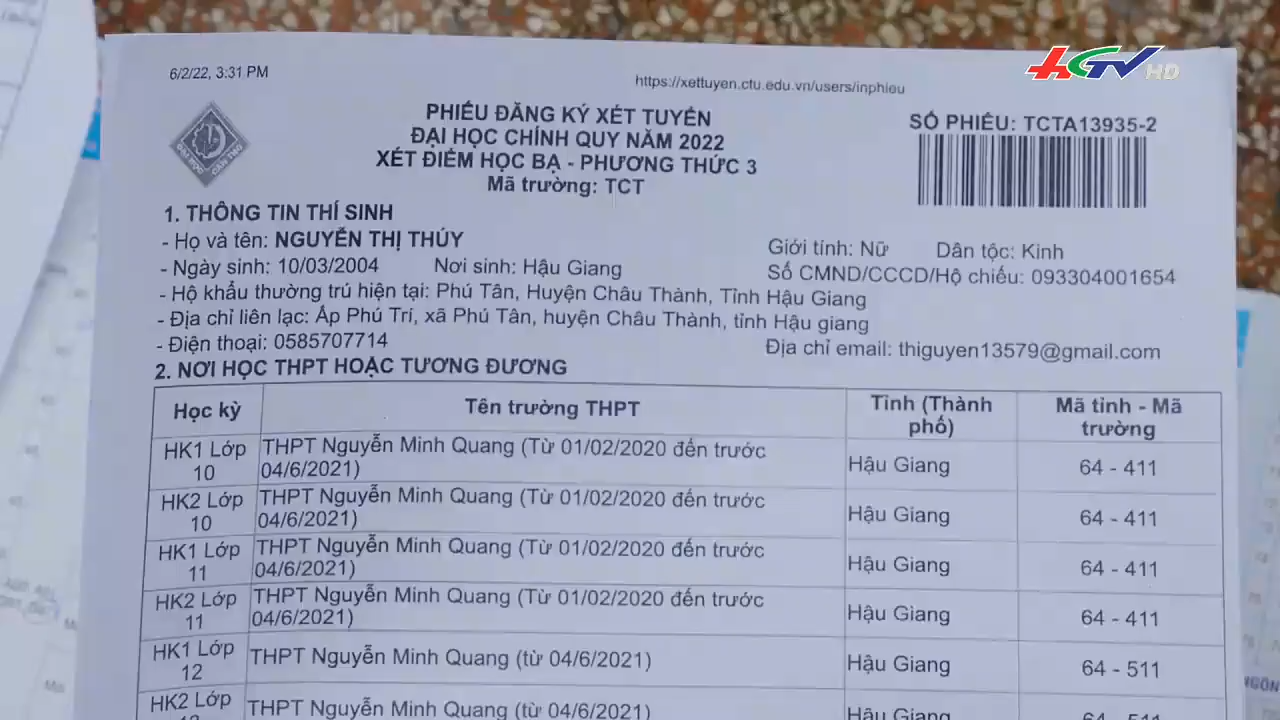 HGTV HD
6/2/22, 3:31 PM
https://xettuyen.ctu.edu.vn/users/inphieu
PHIẾU ĐĂNG KÝ XÉT TUYỂN
ĐẠI HỌC CHÍNH QUY NĂM 2022
XÉT ĐIỂM HỌC BẠ - PHƯƠNG THỨC 3
Mã trường: TCT
SỐ PHIẾU: TCTA13935-2
1. THÔNG TIN THÍ SINH
- Họ và tên: NGUYỄN THỊ THÚY
Giới tính: Nữ Dân tộc: Kinh
- Ngày sinh: 10/03/2004 Nơi sinh: Hậu Giang
Số CMND/CCCD/Hộ chiếu: 093304001654
- Hộ khẩu thường trú hiện tại: Phú Tân, Huyện Châu Thành, Tỉnh Hậu Giang
- Địa chỉ liên lạc: Ấp Phú Trí, xã Phú Tân, huyện Châu Thành, tỉnh Hậu giang
- Điện thoại: 0585707714
Địa chỉ email: thiguyen13579@gmail.com
2. NƠI HỌC THPT HOẶC TƯƠNG ĐƯƠNG
Học kỳ Tên trường THPT Tỉnh (Thành phố) Mã tỉnh - Mã trường
HK1 Lớp 10 THPT Nguyễn Minh Quang (Từ 01/02/2020 đến trước 04/6/2021) Hậu Giang 64 - 411
HK2 Lớp 10 THPT Nguyễn Minh Quang (Từ 01/02/2020 đến trước 04/6/2021) Hậu Giang 64 - 411
HK1 Lớp 11 THPT Nguyễn Minh Quang (Từ 01/02/2020 đến trước 04/6/2021) Hậu Giang 64 - 411
HK2 Lớp 11 THPT Nguyễn Minh Quang (Từ 01/02/2020 đến trước 04/6/2021) Hậu Giang 64 - 411
HK1 Lớp 12 THPT Nguyễn Minh Quang (từ 04/6/2021) Hậu Giang 64 - 511
HK2 Lớp 12 THPT Nguyễn Minh Quang (từ 04/6/2021) Hậu Giang 64 - 511